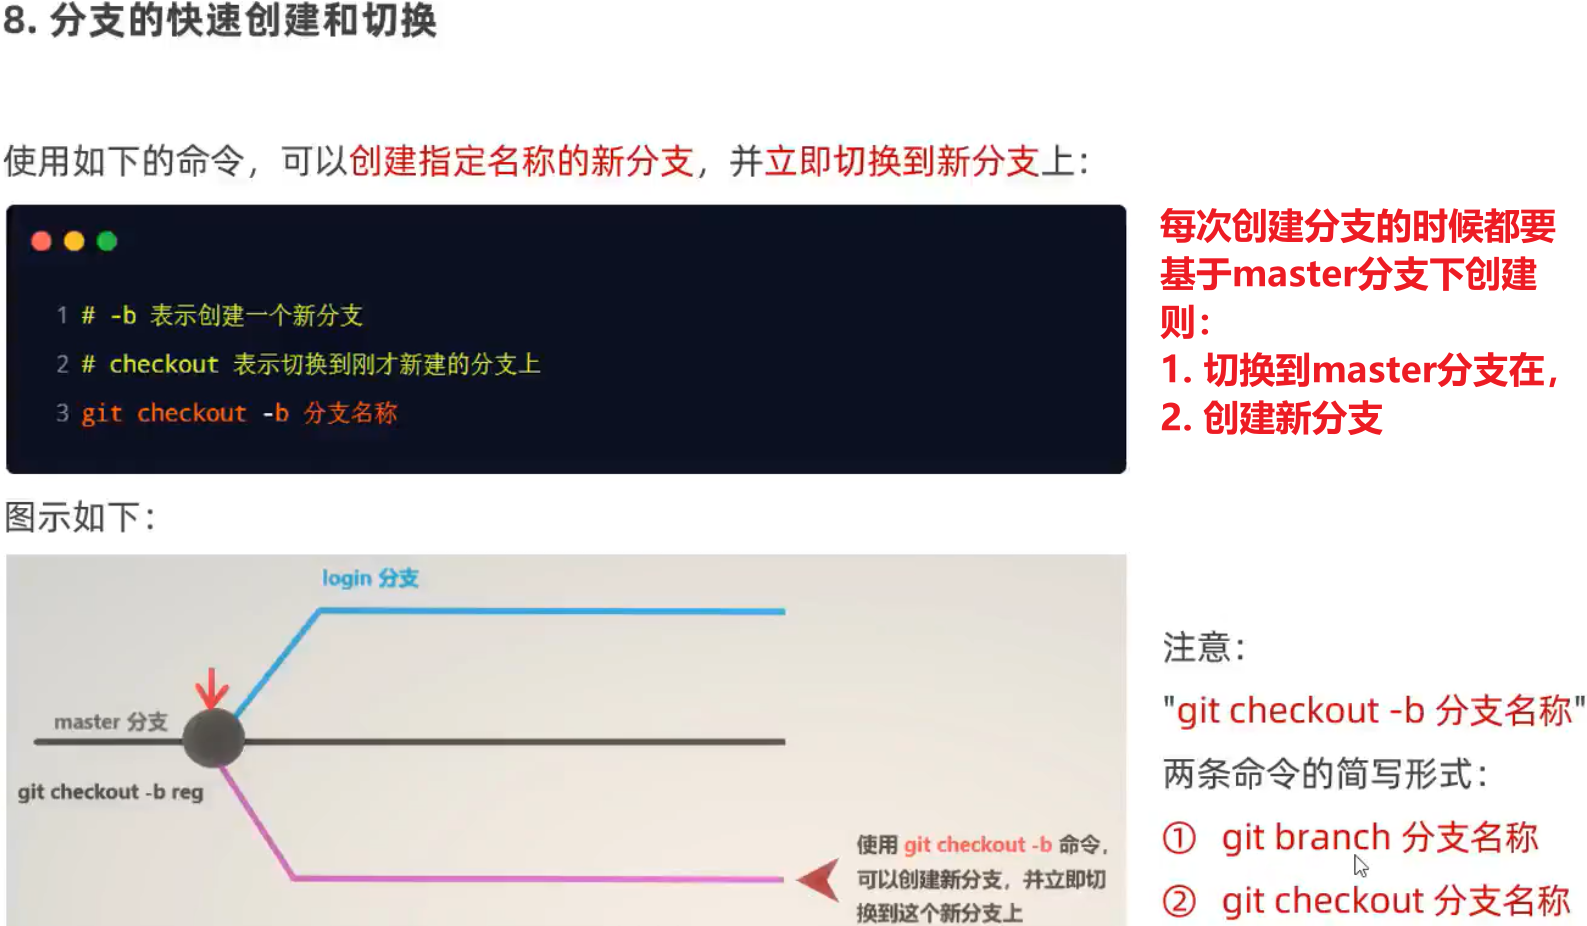 8. 分支的快速创建和切换
使用如下的命令，可以创建指定名称的新分支，并立即切换到新分支上：
1 # -b 表示创建一个新分支
2 # checkout 表示切换到刚才新建的分支上
3 git checkout -b 分支名称
每次创建分支的时候都要
基于master分支下创建
则：
1. 切换到master分支在，
2. 创建新分支
图示如下：
login 分支
master 分支
git checkout -b reg
使用 git checkout -b 命令，
可以创建新分支，并立即切
换到这个新分支上
注意：
"git checkout -b 分支名称"
两条命令的简写形式：
① git branch 分支名称
② git checkout 分支名称